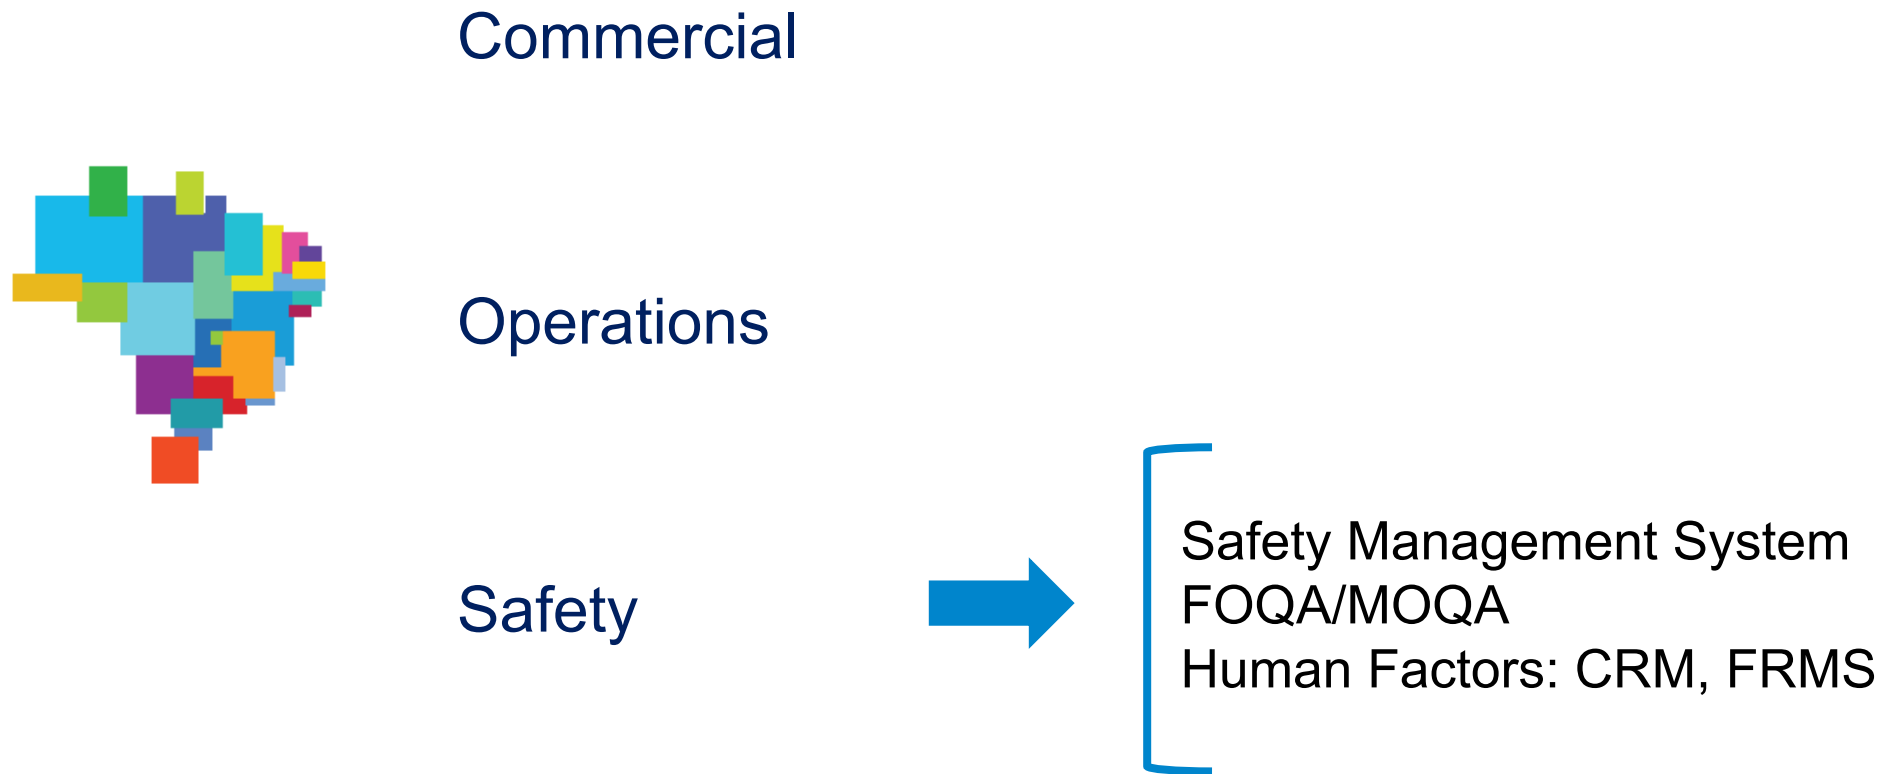 Commercial
Operations
Safety
Safety Management System
FOQA/MOQA
Human Factors: CRM, FRMS